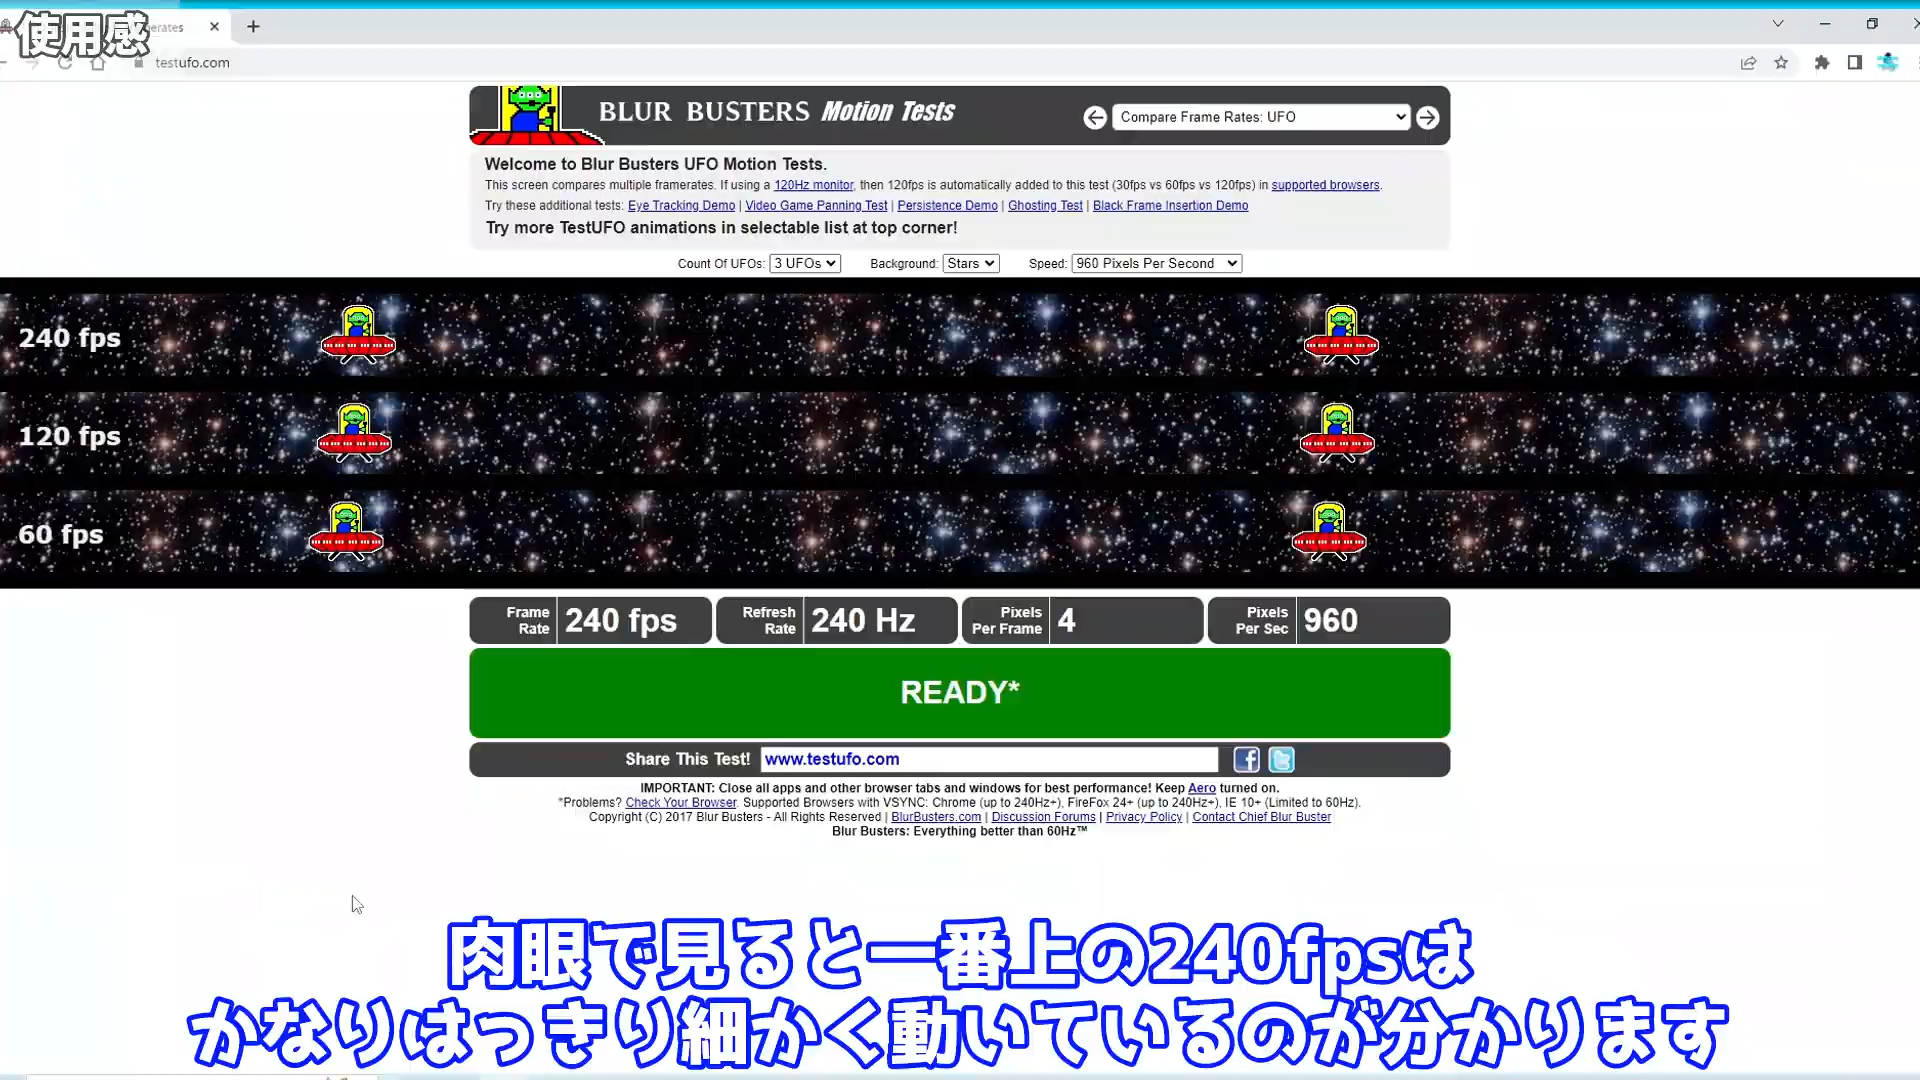 使用感
erates
testufo.com
BLUR BUSTERS Motion Tests
Compare Frame Rates: UFO
Welcome to Blur Busters UFO Motion Tests.
This screen compares multiple framerates. If using a 120Hz monitor, then 120fps is automatically added to this test (30fps vs 60fps vs 120fps) in supported browsers.
Try these additional tests: Eye Tracking Demo | Video Game Panning Test | Persistence Demo | Ghosting Test | Black Frame Insertion Demo
Try more TestUFO animations in selectable list at top corner!
Count Of UFOs: 3 UFOs Background: Stars Speed: 960 Pixels Per Second
240 fps
120 fps
60 fps
Frame Rate 240 fps Refresh Rate 240 Hz Pixels Per Frame 4 Pixels Per Sec 960
READY*
Share This Test! www.testufo.com
IMPORTANT: Close all apps and other browser tabs and windows for best performance! Keep Aero turned on.
*Problems? Check Your Browser. Supported Browsers with VSYNC: Chrome (up to 240Hz+), FireFox 24+ (up to 240Hz+), IE 10+ (Limited to 60Hz).
Copyright (C) 2017 Blur Busters - All Rights Reserved | BlurBusters.com | Discussion Forums | Privacy Policy | Contact Chief Blur Buster
Blur Busters: Everything better than 60Hz™
肉眼で見ると一番上の240fpsは
かなりはっきり細かく動いているのが分かります